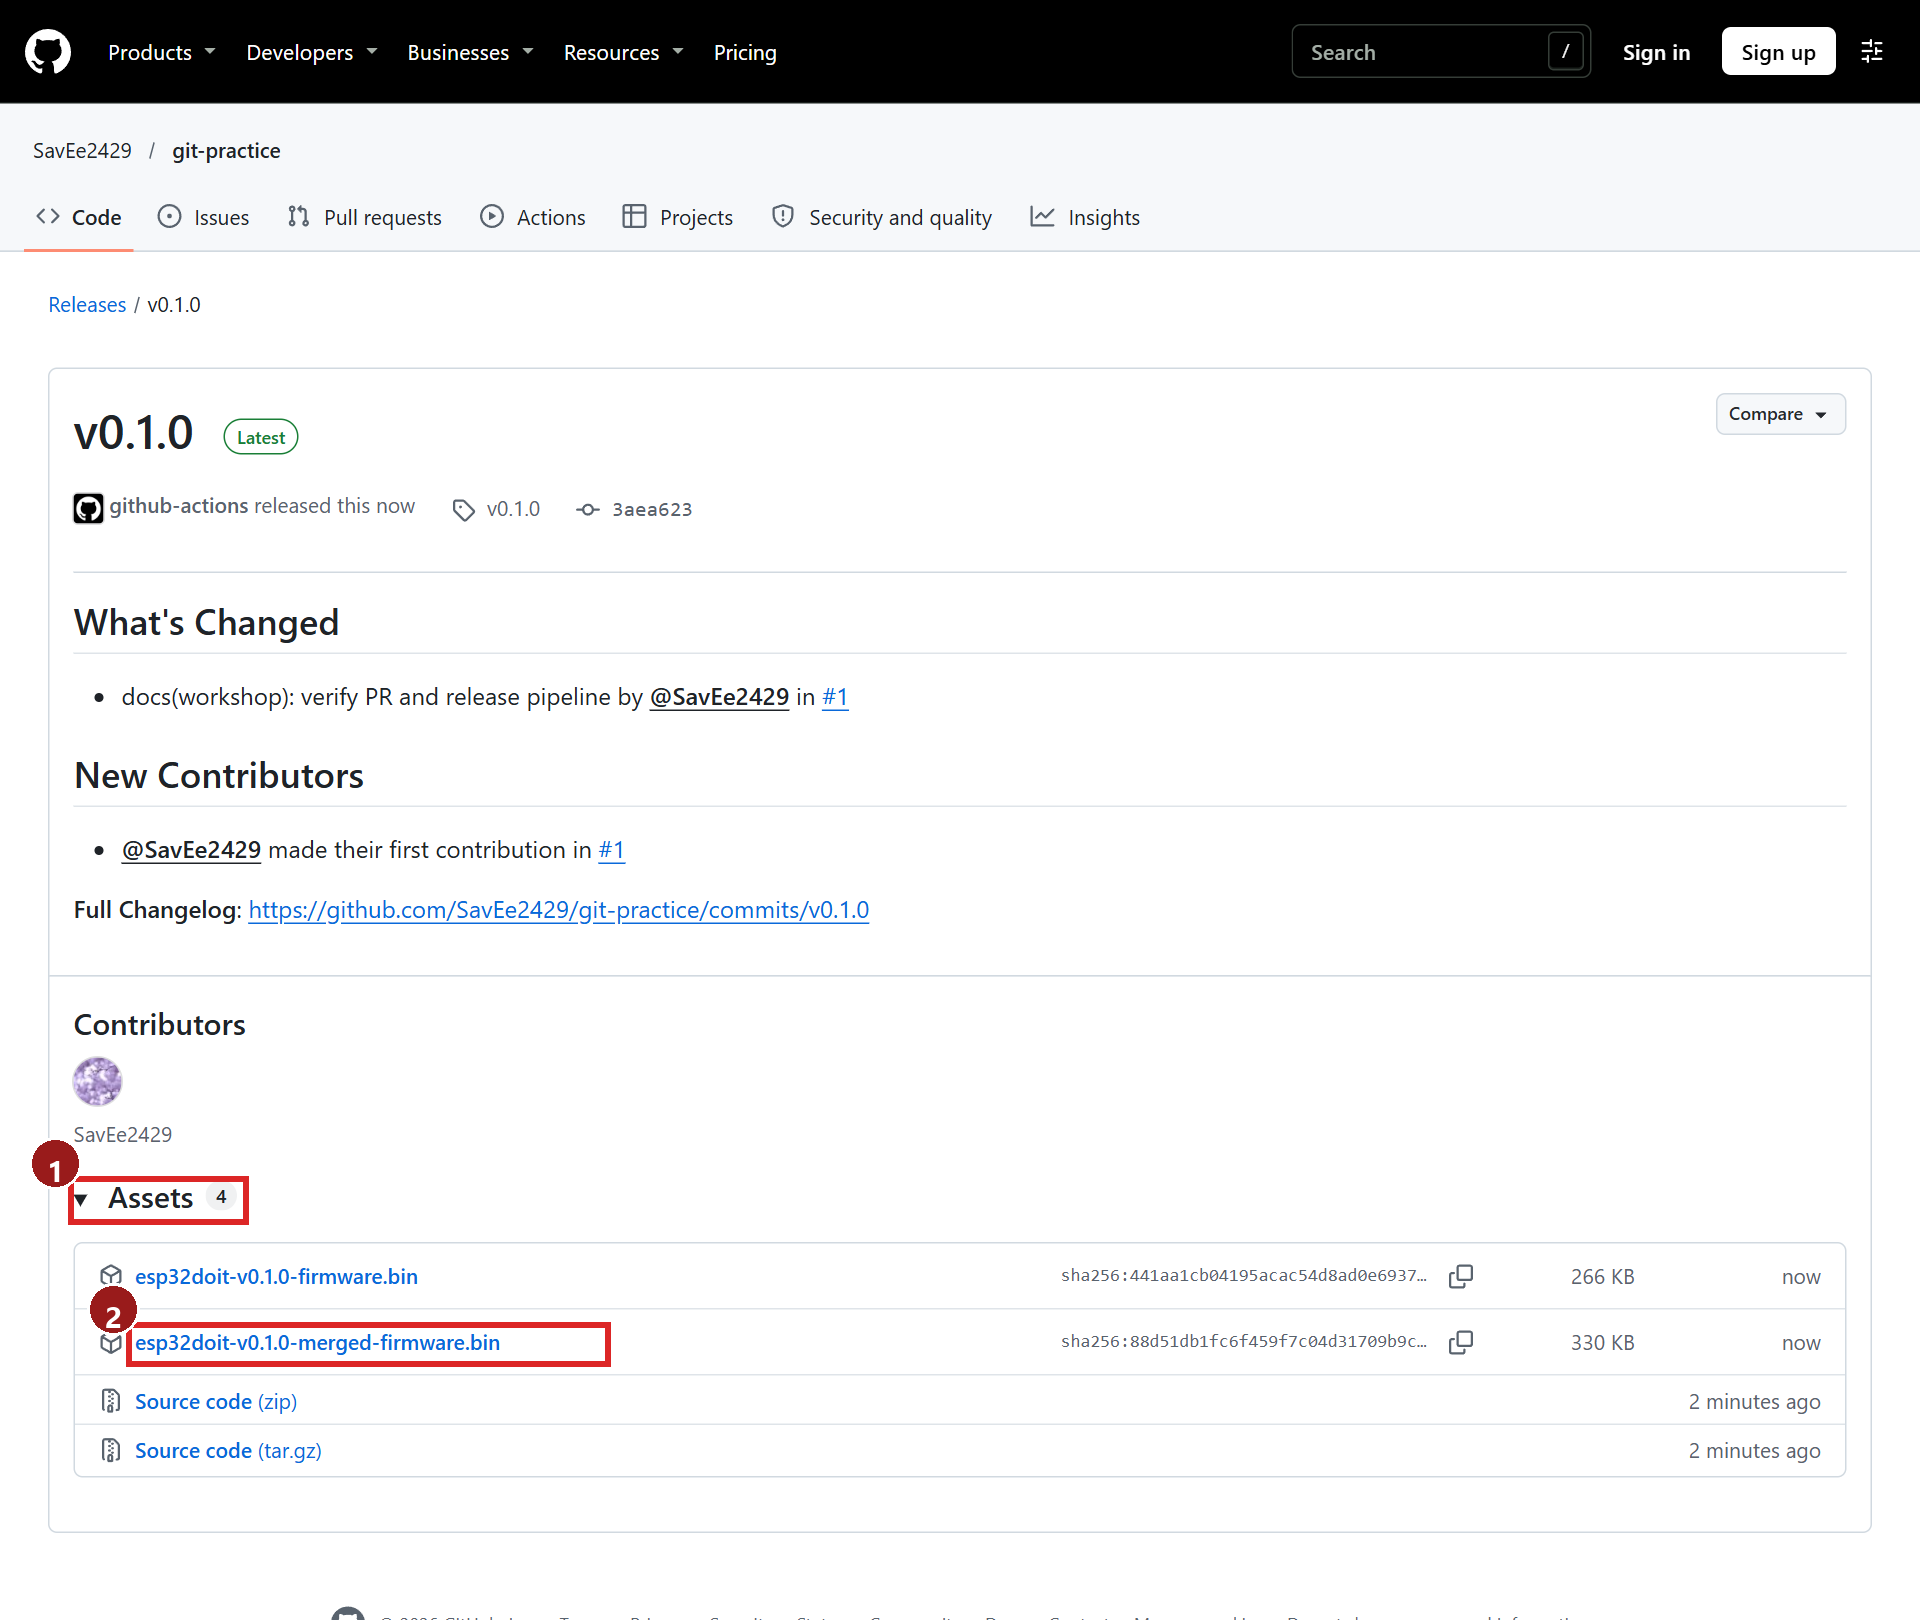 Products Developers Businesses Resources Pricing Search / Sign in Sign up
SavEe2429 / git-practice
Code Issues Pull requests Actions Projects Security and quality Insights
Releases / v0.1.0
v0.1.0 Latest Compare
github-actions released this now v0.1.0 3aea623
What's Changed
docs(workshop): verify PR and release pipeline by @SavEe2429 in #1
New Contributors
@SavEe2429 made their first contribution in #1
Full Changelog: https://github.com/SavEe2429/git-practice/commits/v0.1.0
Contributors
SavEe2429
1
Assets 4
esp32doit-v0.1.0-firmware.bin sha256:441aa1cb04195acac54d8ad0e6937… 266 KB now
2
esp32doit-v0.1.0-merged-firmware.bin sha256:88d51db1fc6f459f7c04d31709b9c… 330 KB now
Source code (zip) 2 minutes ago
Source code (tar.gz) 2 minutes ago